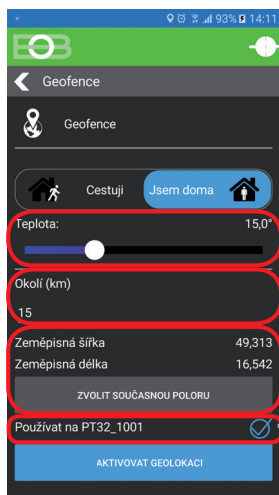 93% 14:11
EOB
Geofence
Geofence
Cestuji Jsem doma
Teplota: 15,0°
Okolí (km)
15
Zeměpisná šířka 49,313
Zeměpisná délka 16,542
ZVOLIT SOUČASNOU POLORU
Používat na PT32_1001
AKTIVOVAT GEOLOKACI